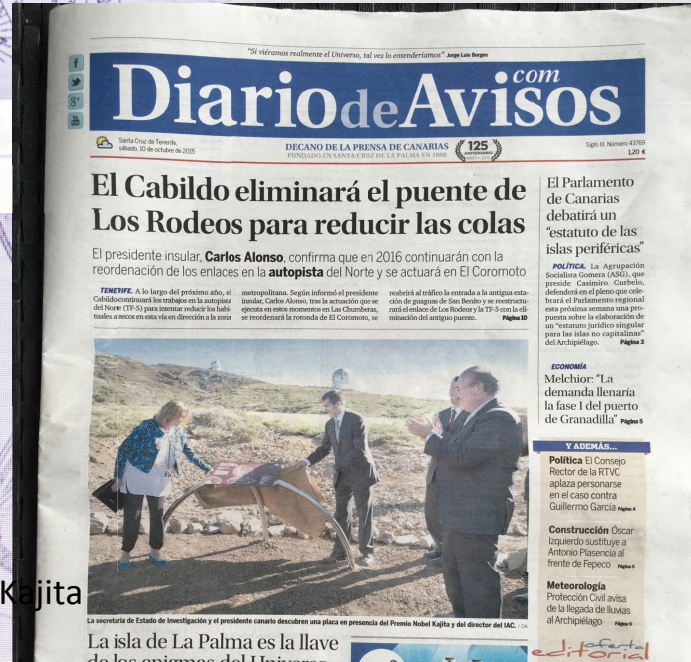 "Si viéramos realmente el Universo, tal vez lo entenderíamos" Jorge Luis Borges
Diario de Avisos
com
Santa Cruz de Tenerife,
sábado, 10 de octubre de 2015
DECANO DE LA PRENSA DE CANARIAS
FUNDADO EN SANTA CRUZ DE LA PALMA EN 1890
125
ANIVERSARIO
Siglo III. Número 43769
1,20 €
El Cabildo eliminará el puente de
Los Rodeos para reducir las colas
El presidente insular, Carlos Alonso, confirma que en 2016 continuarán con la
reordenación de los enlaces en la autopista del Norte y se actuará en El Coromoto
TENERIFE. A lo largo del próximo año, el
Cabildo continuará los trabajos en la autopista
del Norte (TF-5) para intentar reducir los habi-
tuales atascos en esta vía en dirección a la zona
metropolitana. Según informó el presidente
insular, Carlos Alonso, tras la actuación que se
ejecuta en estos momentos en Las Chumberas,
se reordenará la rotonda de El Coromoto, se
reabrirá al tráfico la entrada a la antigua esta-
ción de guaguas de San Benito y se reestructu-
rará el enlace de Los Rodeos y la TF-5 con la eli-
minación del antiguo puente. Página 10
El Parlamento
de Canarias
debatirá un
"estatuto de las
islas periféricas"
POLÍTICA. La Agrupación
Socialista Gomera (ASG), que
preside Casimiro Curbelo,
defenderá en el pleno que cele-
brará el Parlamento regional
esta próxima semana una pro-
puesta sobre la elaboración de
un "estatuto jurídico singular
para las islas no capitalinas"
del Archipiélago. Página 3
ECONOMÍA
Melchior: "La
demanda llenaría
la fase I del puerto
de Granadilla" Página 5
Y ADEMÁS...
Política El Consejo
Rector de la RTVC
aplaza personarse
en el caso contra
Guillermo García Página 4
Construcción Óscar
Izquierdo sustituye a
Antonio Plasencia al
frente de Fepeco Página 5
Meteorología
Protección Civil avisa
de la llegada de lluvias
al Archipiélago Página 9
Kajita
La secretaria de Estado de Investigación y el presidente canario descubren una placa en presencia del Premio Nobel Kajita y del director del IAC. / DA
La isla de La Palma es la llave
de los enigmas del Universo
oferta
editorial